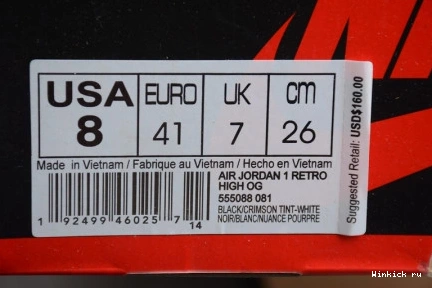 USA EURO UK cm
8 41 7 26
Made in Vietnam / Fabrique au Vietnam / Hecho en Vietnam
AIR JORDAN 1 RETRO
HIGH OG
555088 081
BLACK/CRIMSON TINT-WHITE
NOIR/BLANC/NUANCE POURPRE
1 92499 46025 7
14
Suggested Retail: USD$160.00
Winkick.ru